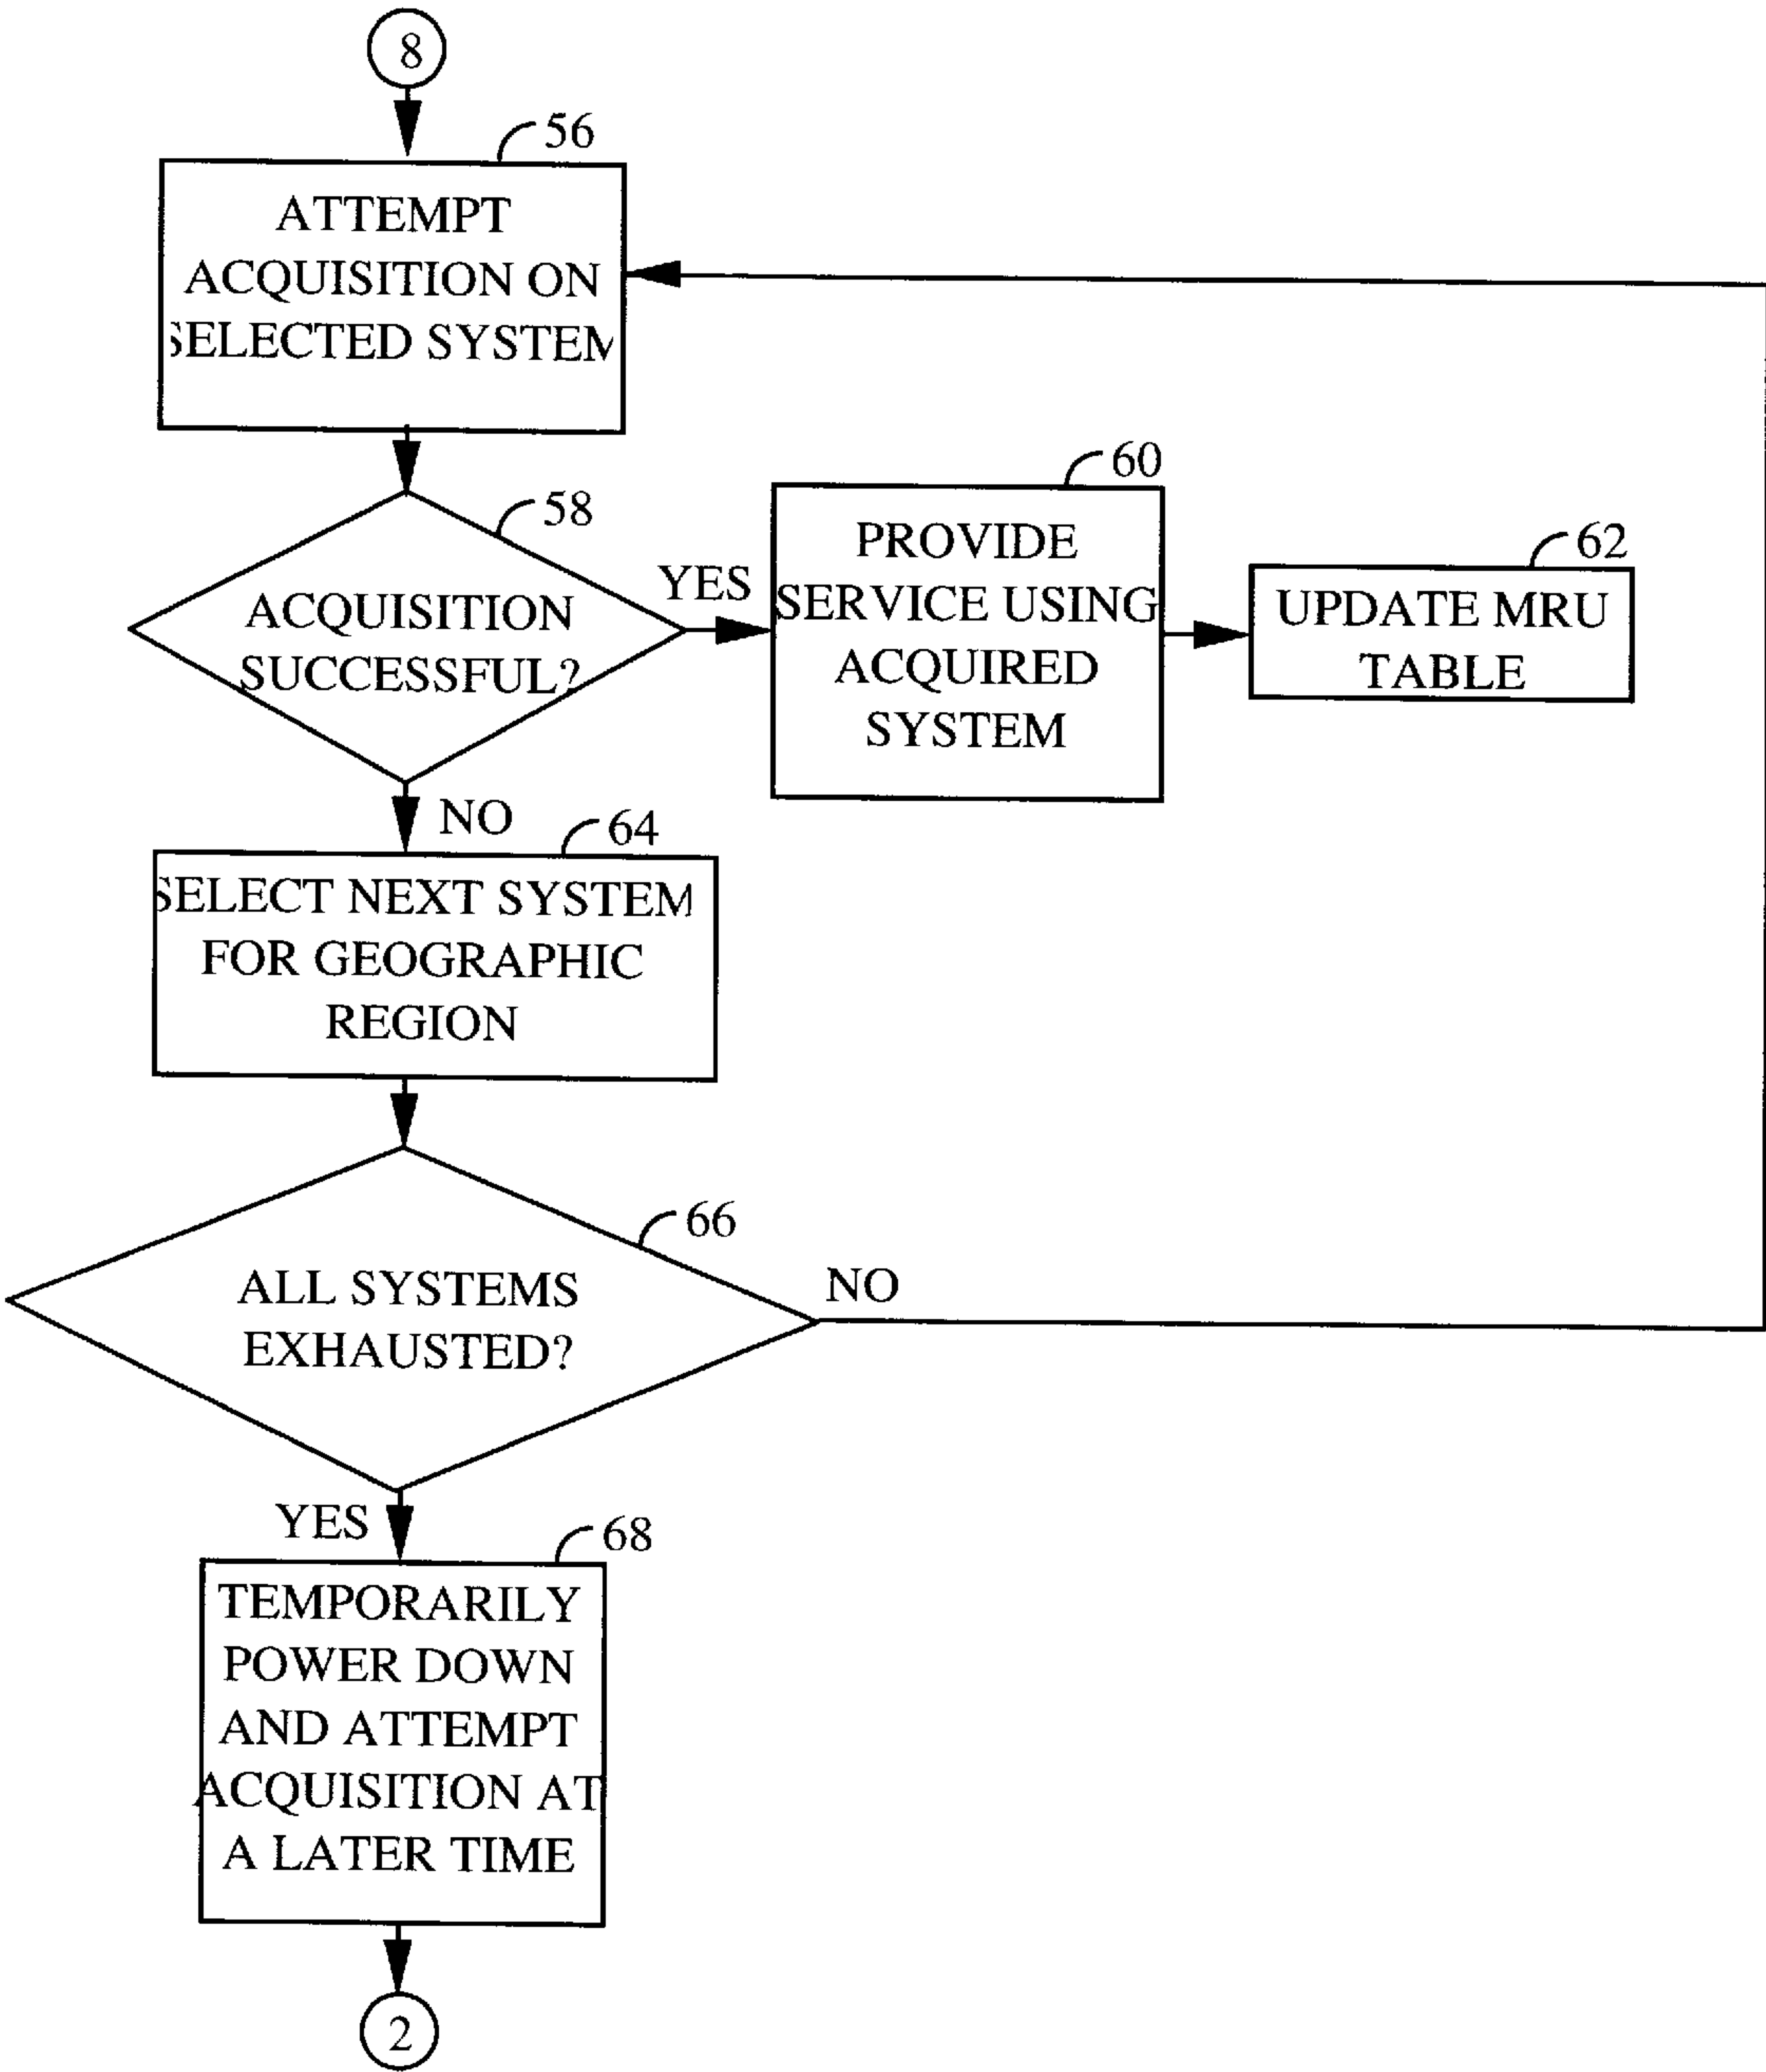 8
56
ATTEMPT
ACQUISITION ON
SELECTED SYSTEM
58
ACQUISITION
SUCCESSFUL?
YES
60
PROVIDE
SERVICE USING
ACQUIRED
SYSTEM
62
UPDATE MRU
TABLE
NO
64
SELECT NEXT SYSTEM
FOR GEOGRAPHIC
REGION
66
ALL SYSTEMS
EXHAUSTED?
NO
YES
68
TEMPORARILY
POWER DOWN
AND ATTEMPT
ACQUISITION AT
A LATER TIME
2